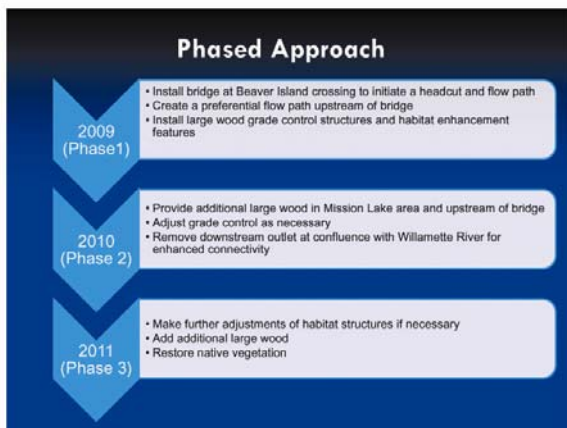 Phased Approach
2009
(Phase1)
• Install bridge at Beaver Island crossing to initiate a headcut and flow path
• Create a preferential flow path upstream of bridge
• Install large wood grade control structures and habitat enhancement
features
2010
(Phase 2)
• Provide additional large wood in Mission Lake area and upstream of bridge
• Adjust grade control as necessary
• Remove downstream outlet at confluence with Willamette River for
enhanced connectivity
2011
(Phase 3)
• Make further adjustments of habitat structures if necessary
• Add additional large wood
• Restore native vegetation